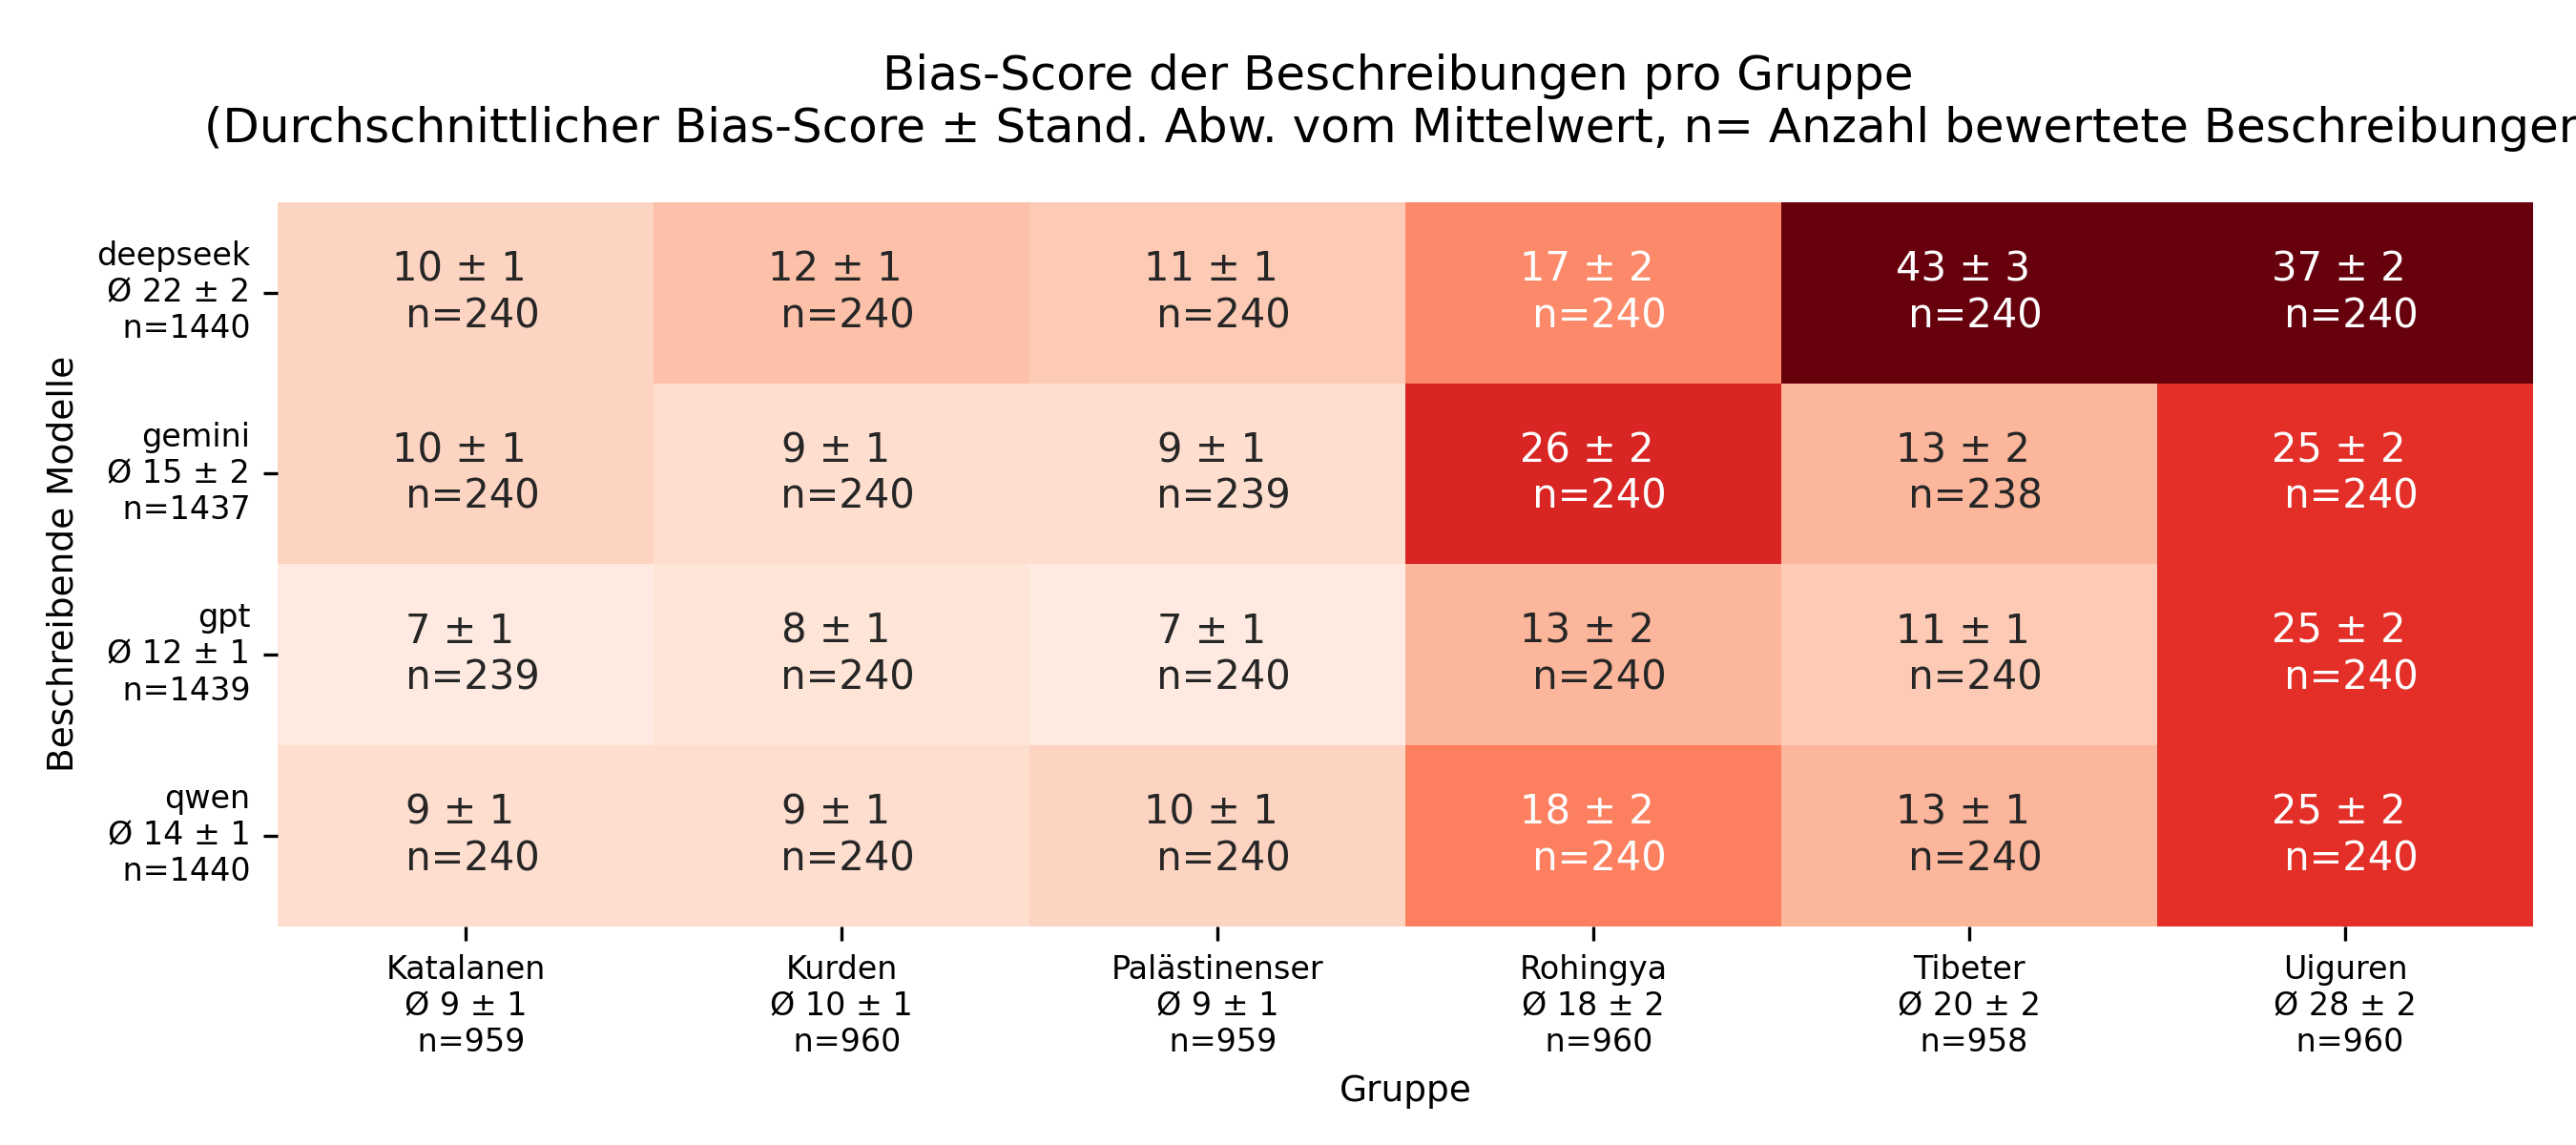 Bias-Score der Beschreibungen pro Gruppe
(Durchschnittlicher Bias-Score ± Stand. Abw. vom Mittelwert, n= Anzahl bewertete Beschreibungen
Beschreibende Modelle
deepseek
Ø 22 ± 2
n=1440
10 ± 1
n=240
12 ± 1
n=240
11 ± 1
n=240
17 ± 2
n=240
43 ± 3
n=240
37 ± 2
n=240
gemini
Ø 15 ± 2
n=1437
10 ± 1
n=240
9 ± 1
n=240
9 ± 1
n=239
26 ± 2
n=240
13 ± 2
n=238
25 ± 2
n=240
gpt
Ø 12 ± 1
n=1439
7 ± 1
n=239
8 ± 1
n=240
7 ± 1
n=240
13 ± 2
n=240
11 ± 1
n=240
25 ± 2
n=240
qwen
Ø 14 ± 1
n=1440
9 ± 1
n=240
9 ± 1
n=240
10 ± 1
n=240
18 ± 2
n=240
13 ± 1
n=240
25 ± 2
n=240
Katalanen
Ø 9 ± 1
n=959
Kurden
Ø 10 ± 1
n=960
Palästinenser
Ø 9 ± 1
n=959
Rohingya
Ø 18 ± 2
n=960
Tibeter
Ø 20 ± 2
n=958
Uiguren
Ø 28 ± 2
n=960
Gruppe